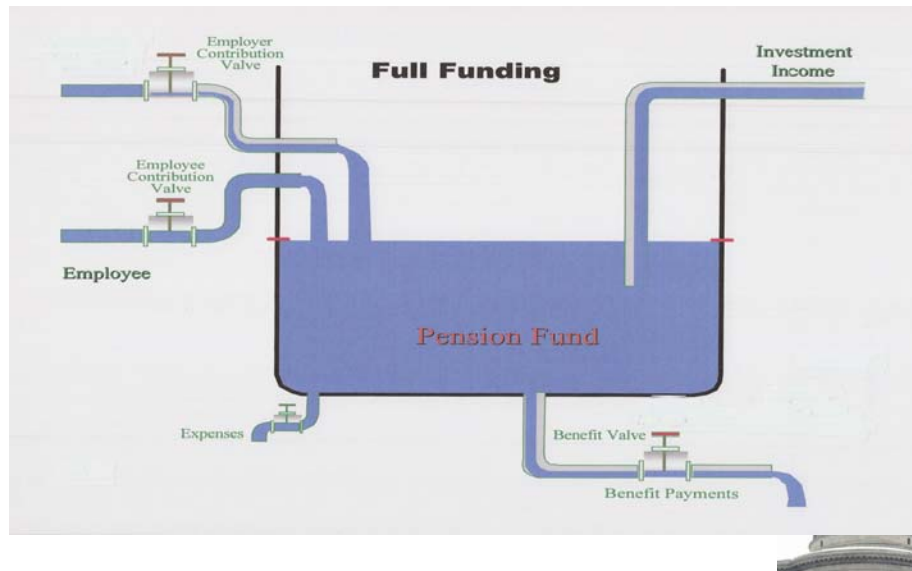 Employer
Contribution
Valve
Full Funding
Investment
Income
Employee
Contribution
Valve
Employee
Pension Fund
Expenses
Benefit Valve
Benefit Payments